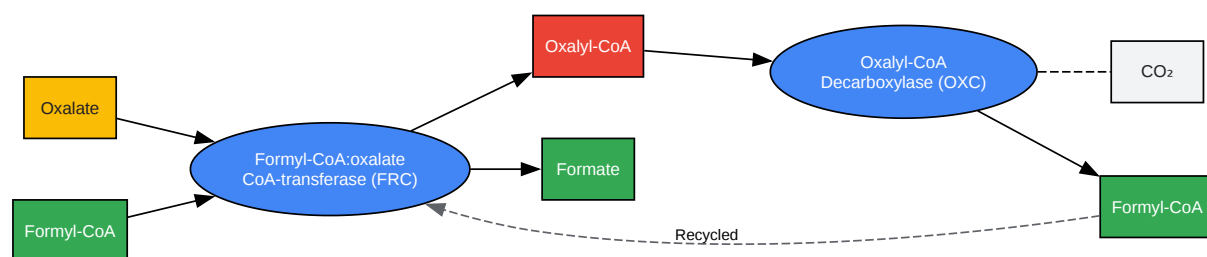 Oxalate
Formyl-CoA
Formyl-CoA:oxalate
CoA-transferase (FRC)
Oxalyl-CoA
Formate
Recycled
Oxalyl-CoA
Decarboxylase (OXC)
CO₂
Formyl-CoA